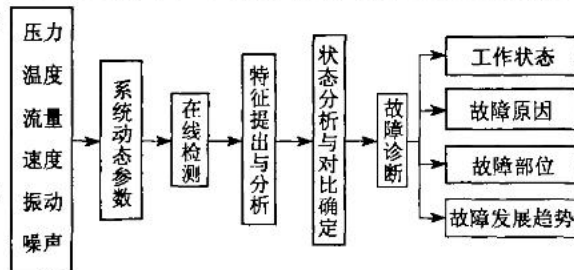 压力
温度
流量
速度
振动
噪声
系统动态参数
在线检测
特征提出与分析
状态分析与对比确定
故障诊断
工作状态
故障原因
故障部位
故障发展趋势